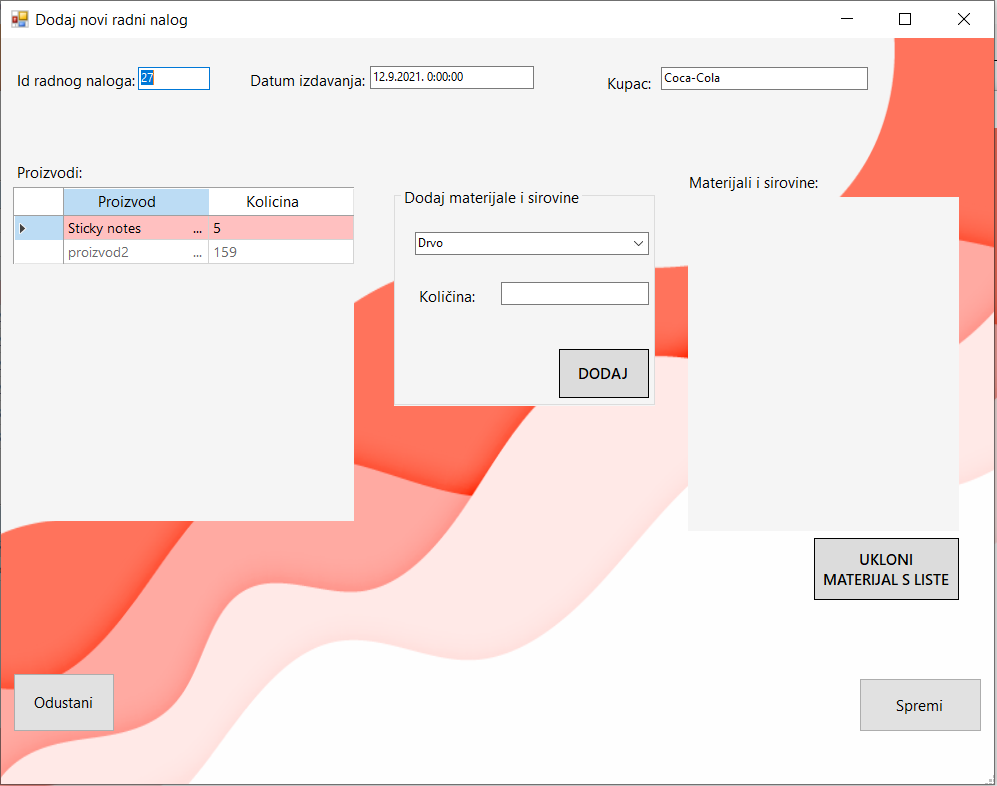 Dodaj novi radni nalog
Id radnog naloga: 27 Datum izdavanja: 12.9.2021. 0:00:00 Kupac: Coca-Cola
Proizvodi:
Proizvod Kolicina
Sticky notes ... 5
proizvod2 ... 159
Dodaj materijale i sirovine
Drvo
Količina:
DODAJ
Materijali i sirovine:
UKLONI
MATERIJAL S LISTE
Odustani
Spremi